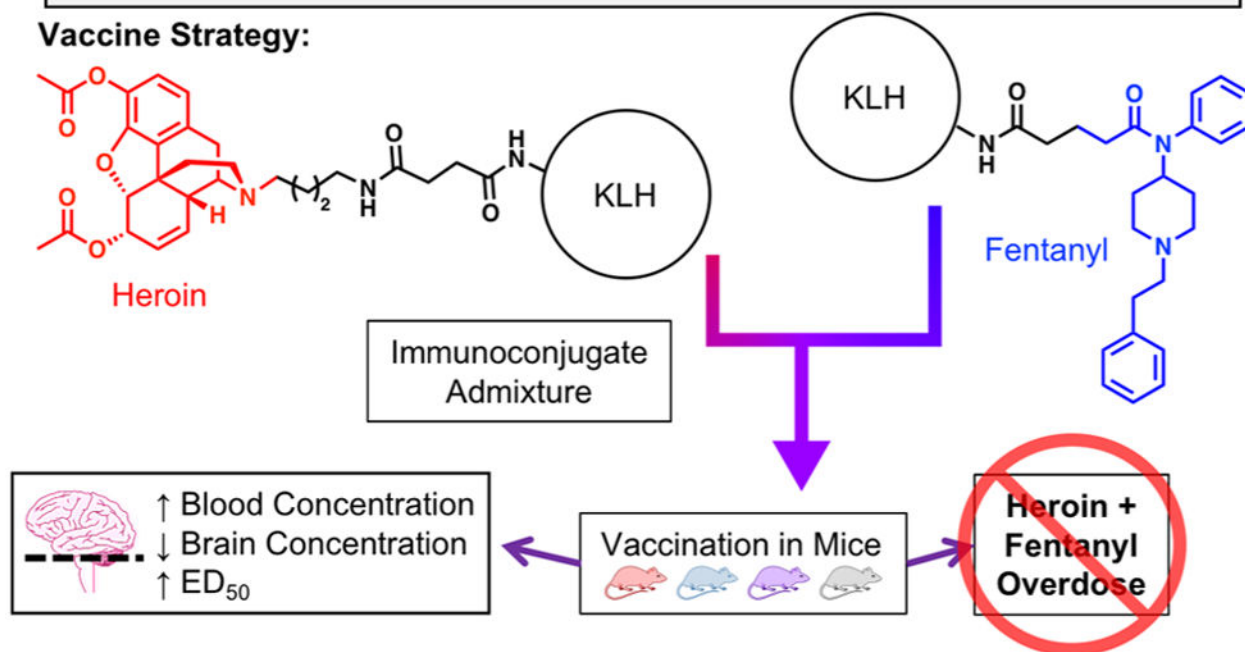 Vaccine Strategy:
O
O
O
O
O
N
H
2
N
H
O
O
H
N
KLH
Heroin
KLH
N
H
O
O
N
N
Fentanyl
Immunoconjugate
Admixture
↑ Blood Concentration
↓ Brain Concentration
↑ ED₅₀
Vaccination in Mice
Heroin +
Fentanyl
Overdose